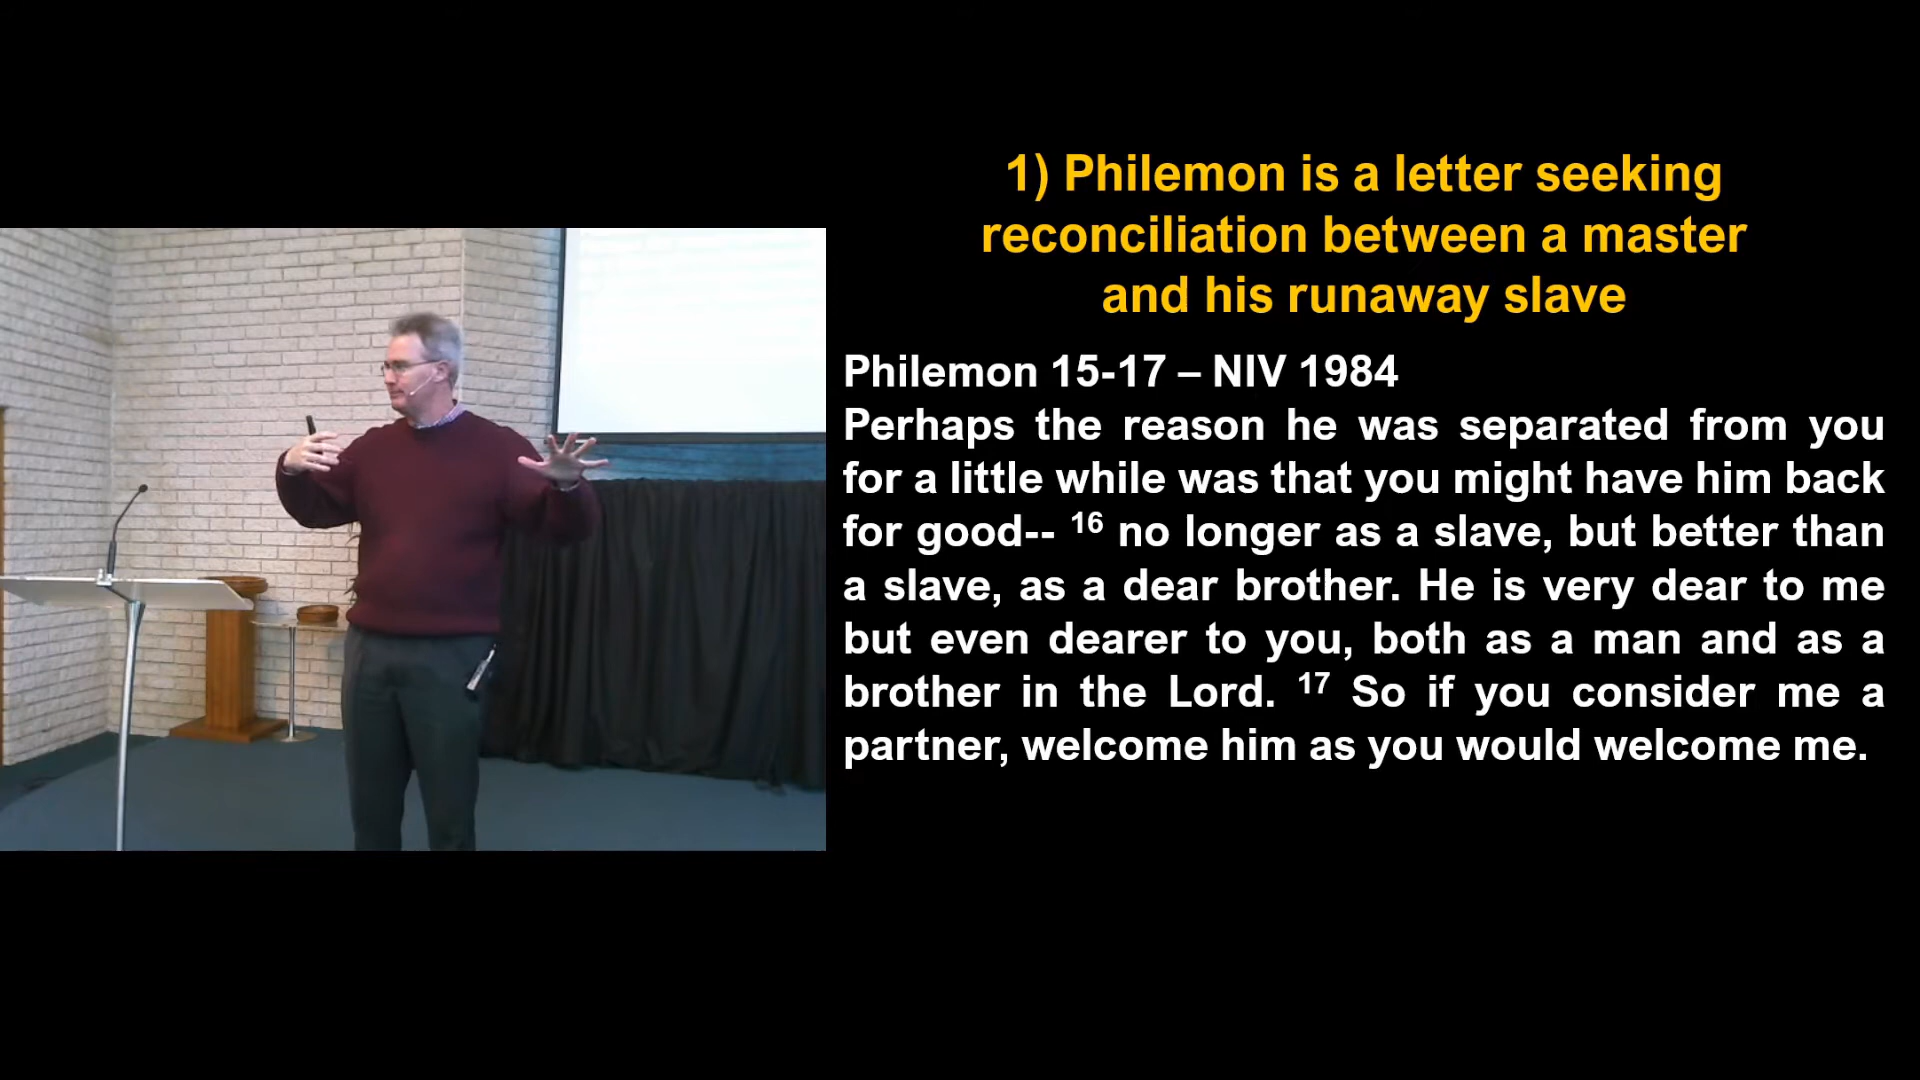 1) Philemon is a letter seeking
reconciliation between a master
and his runaway slave
Philemon 15-17 – NIV 1984
Perhaps the reason he was separated from you
for a little while was that you might have him back
for good-- 16 no longer as a slave, but better than
a slave, as a dear brother. He is very dear to me
but even dearer to you, both as a man and as a
brother in the Lord. 17 So if you consider me a
partner, welcome him as you would welcome me.